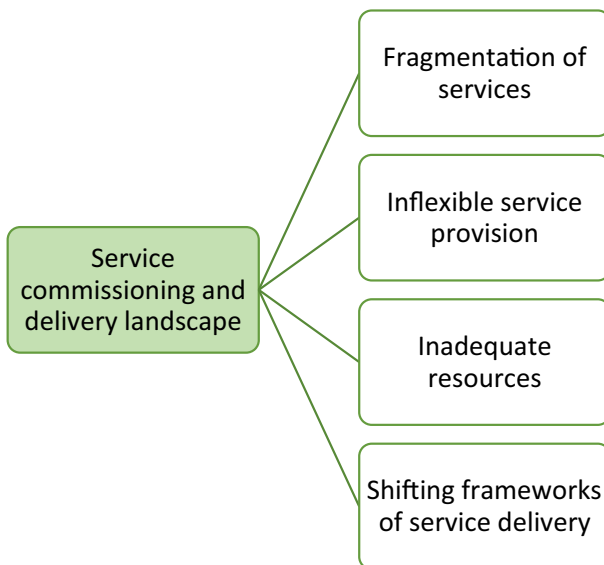 Fragmentation of
services
Inflexible service
provision
Service
commissioning and
delivery landscape
Inadequate
resources
Shifting frameworks
of service delivery